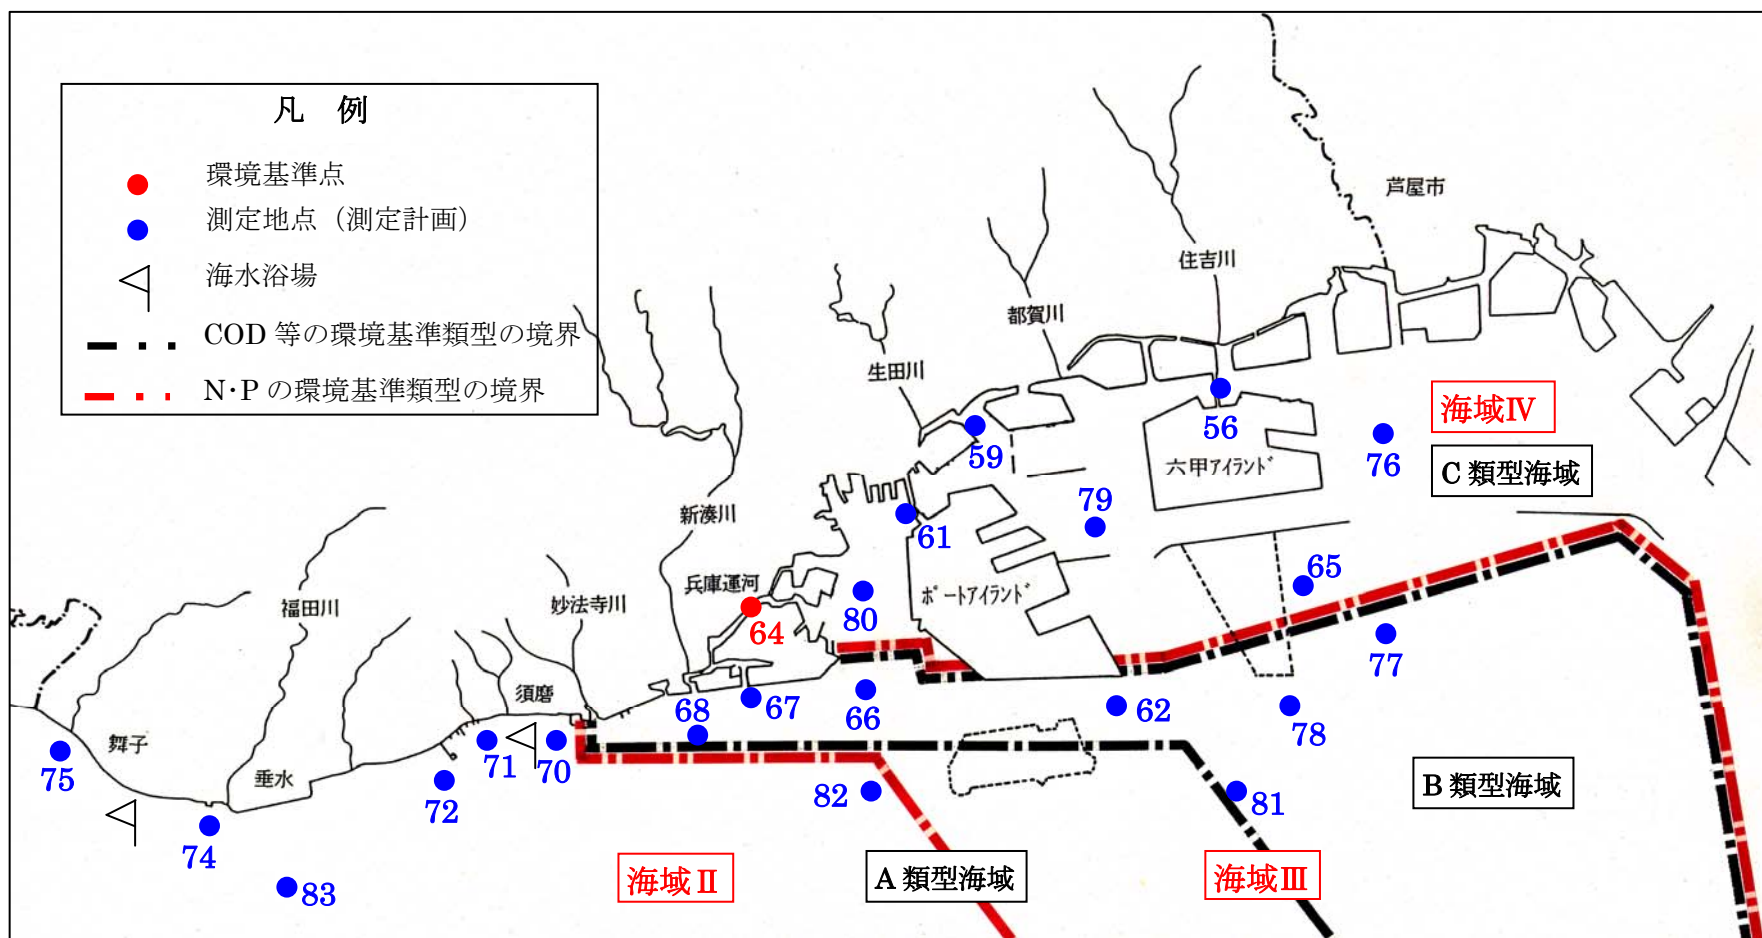 凡 例
環境基準点
測定地点（測定計画）
海水浴場
COD 等の環境基準類型の境界
N･P の環境基準類型の境界
芦屋市
住吉川
都賀川
生田川
新湊川
兵庫運河
妙法寺川
福田川
須磨
舞子
垂水
六甲アイランド
ポートアイランド
海域Ⅳ
C 類型海域
B 類型海域
海域Ⅱ
A 類型海域
海域Ⅲ
56
59
76
79
61
65
80
64
77
62
78
66
67
68
70
71
72
75
74
83
82
81